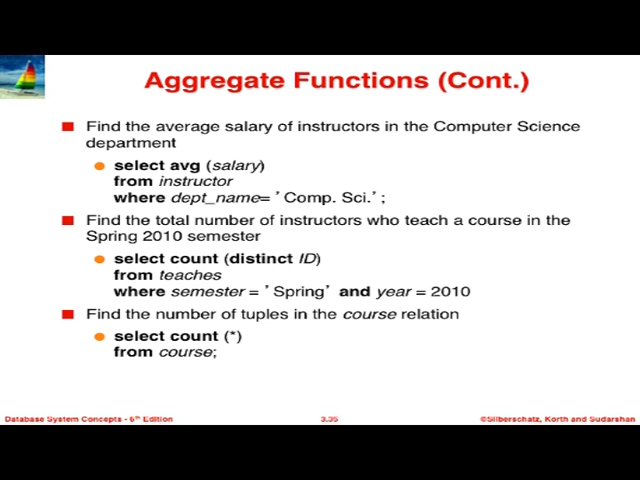 Aggregate Functions (Cont.)
Find the average salary of instructors in the Computer Science
department
select avg (salary)
from instructor
where dept_name= ’ Comp. Sci.’ ;
Find the total number of instructors who teach a course in the
Spring 2010 semester
select count (distinct ID)
from teaches
where semester = ’ Spring’ and year = 2010
Find the number of tuples in the course relation
select count (*)
from course;
Database System Concepts - 6th Edition
3.35
©Silberschatz, Korth and Sudarshan